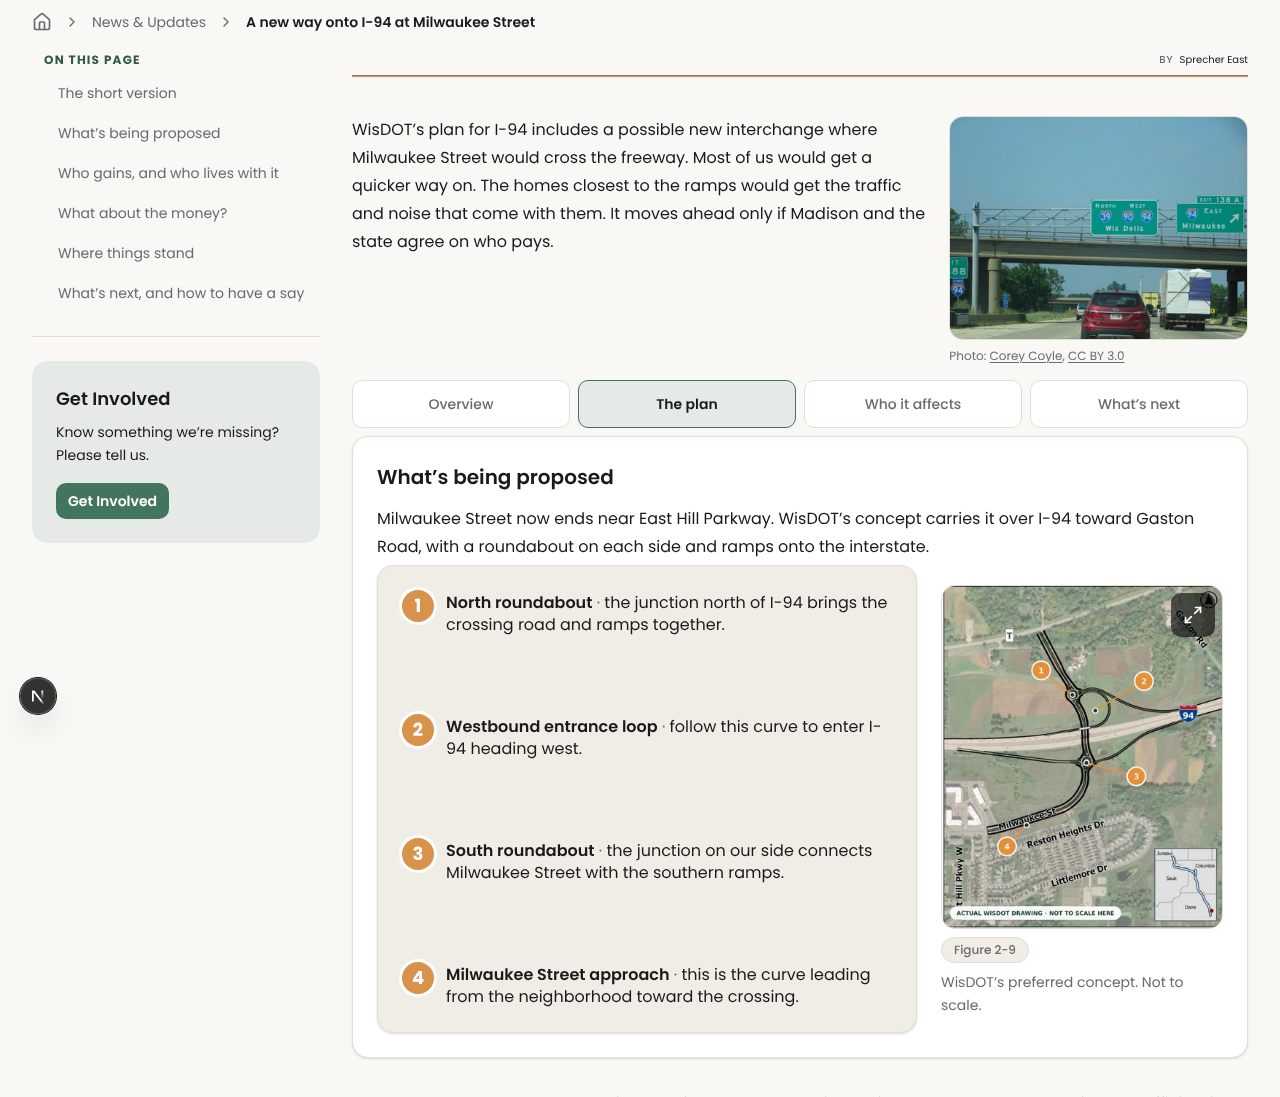 News & Updates
A new way onto I-94 at Milwaukee Street
ON THIS PAGE
The short version
What’s being proposed
Who gains, and who lives with it
What about the money?
Where things stand
What’s next, and how to have a say
Get Involved
Know something we’re missing?
Please tell us.
Get Involved
BY Sprecher East
WisDOT’s plan for I-94 includes a possible new interchange where
Milwaukee Street would cross the freeway. Most of us would get a
quicker way on. The homes closest to the ramps would get the traffic
and noise that come with them. It moves ahead only if Madison and the
state agree on who pays.
NORTH WEST
39 90 94
Wis Dells
EXIT 138 A
94 EAST
Milwaukee
94
Photo: Corey Coyle, CC BY 3.0
Overview
The plan
Who it affects
What’s next
What’s being proposed
Milwaukee Street now ends near East Hill Parkway. WisDOT’s concept carries it over I-94 toward Gaston
Road, with a roundabout on each side and ramps onto the interstate.
1 North roundabout · the junction north of I-94 brings the
crossing road and ramps together.
2 Westbound entrance loop · follow this curve to enter I-
94 heading west.
3 South roundabout · the junction on our side connects
Milwaukee Street with the southern ramps.
4 Milwaukee Street approach · this is the curve leading
from the neighborhood toward the crossing.
T
1
2
94
3
Milwaukee St
4
Reston Heights Dr
Littlemore Dr
t Hill Pkwy W
Juneau
Columbia
Sauk
Dane
ACTUAL WISDOT DRAWING · NOT TO SCALE HERE
Figure 2-9
WisDOT’s preferred concept. Not to
scale.